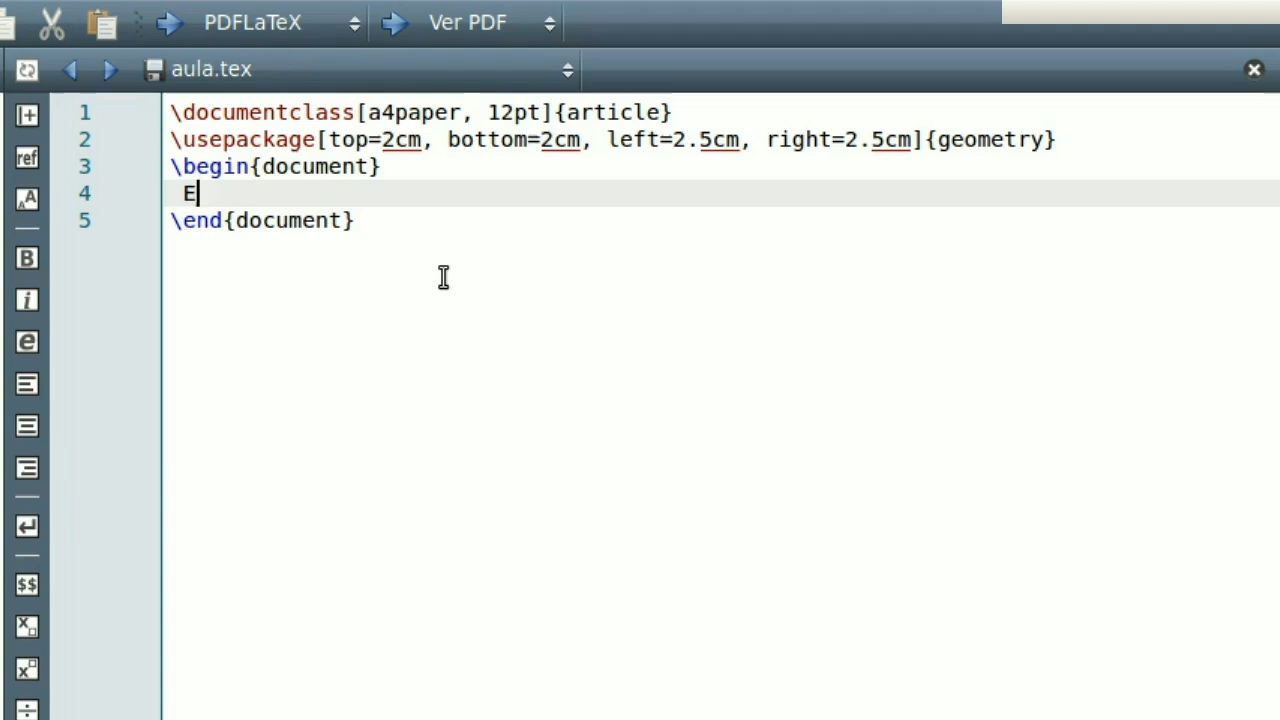 PDFLaTeX Ver PDF
aula.tex
1 \documentclass[a4paper, 12pt]{article}
2 \usepackage[top=2cm, bottom=2cm, left=2.5cm, right=2.5cm]{geometry}
3 \begin{document}
4 E
5 \end{document}
ref
A A
B
i
e
$$
x
x